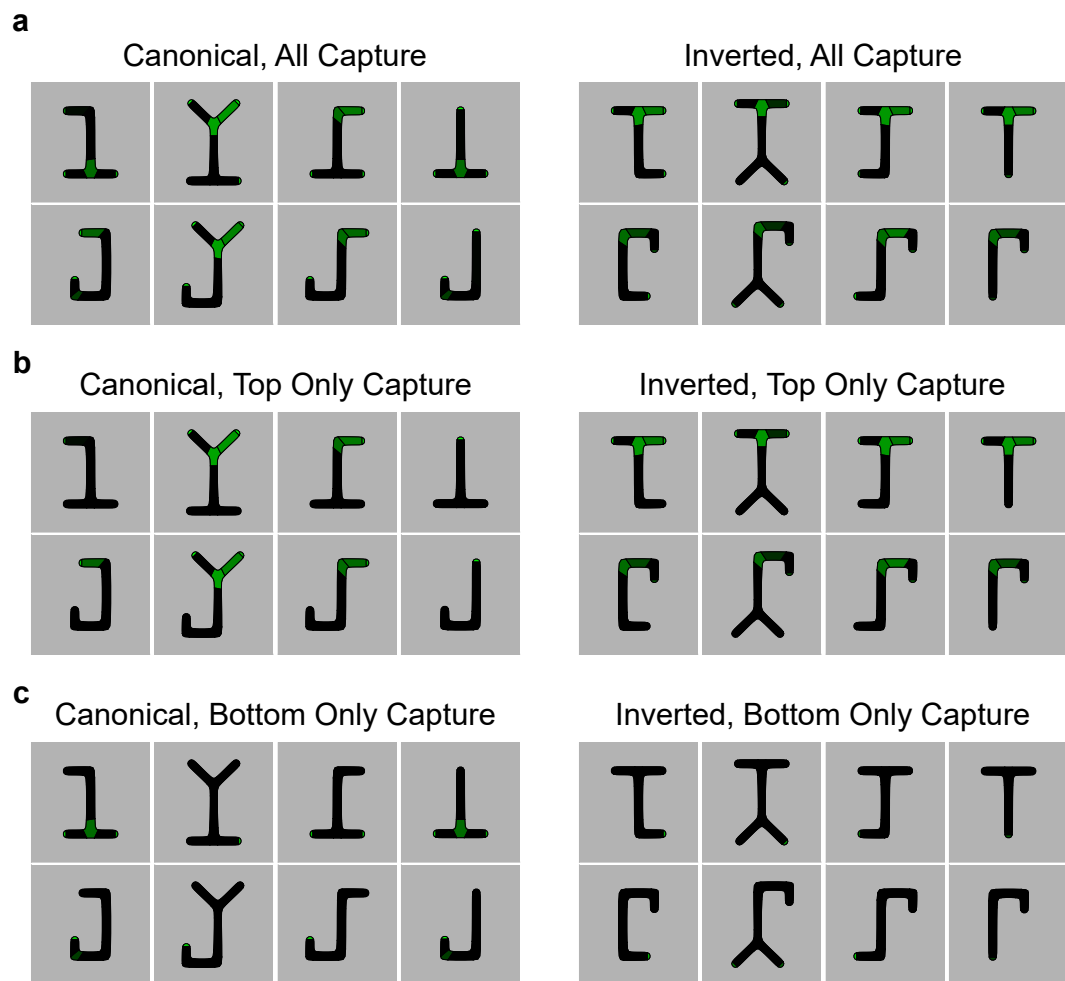 a
Canonical, All Capture
Inverted, All Capture
b
Canonical, Top Only Capture
Inverted, Top Only Capture
c
Canonical, Bottom Only Capture
Inverted, Bottom Only Capture